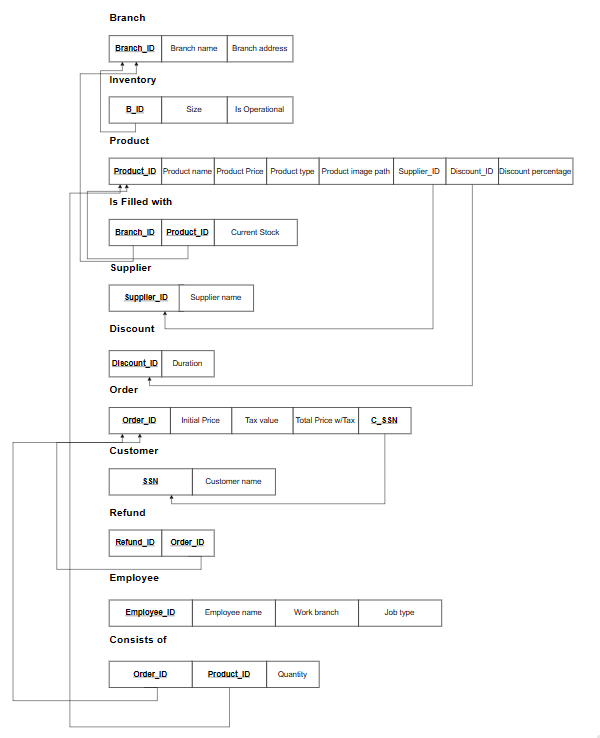 Branch
Branch_ID Branch name Branch address
Inventory
B_ID Size Is Operational
Product
Product_ID Product name Product Price Product type Product image path Supplier_ID Discount_ID Discount percentage
Is Filled with
Branch_ID Product_ID Current Stock
Supplier
Supplier_ID Supplier name
Discount
Discount_ID Duration
Order
Order_ID Initial Price Tax value Total Price w/Tax C_SSN
Customer
SSN Customer name
Refund
Refund_ID Order_ID
Employee
Employee_ID Employee name Work branch Job type
Consists of
Order_ID Product_ID Quantity